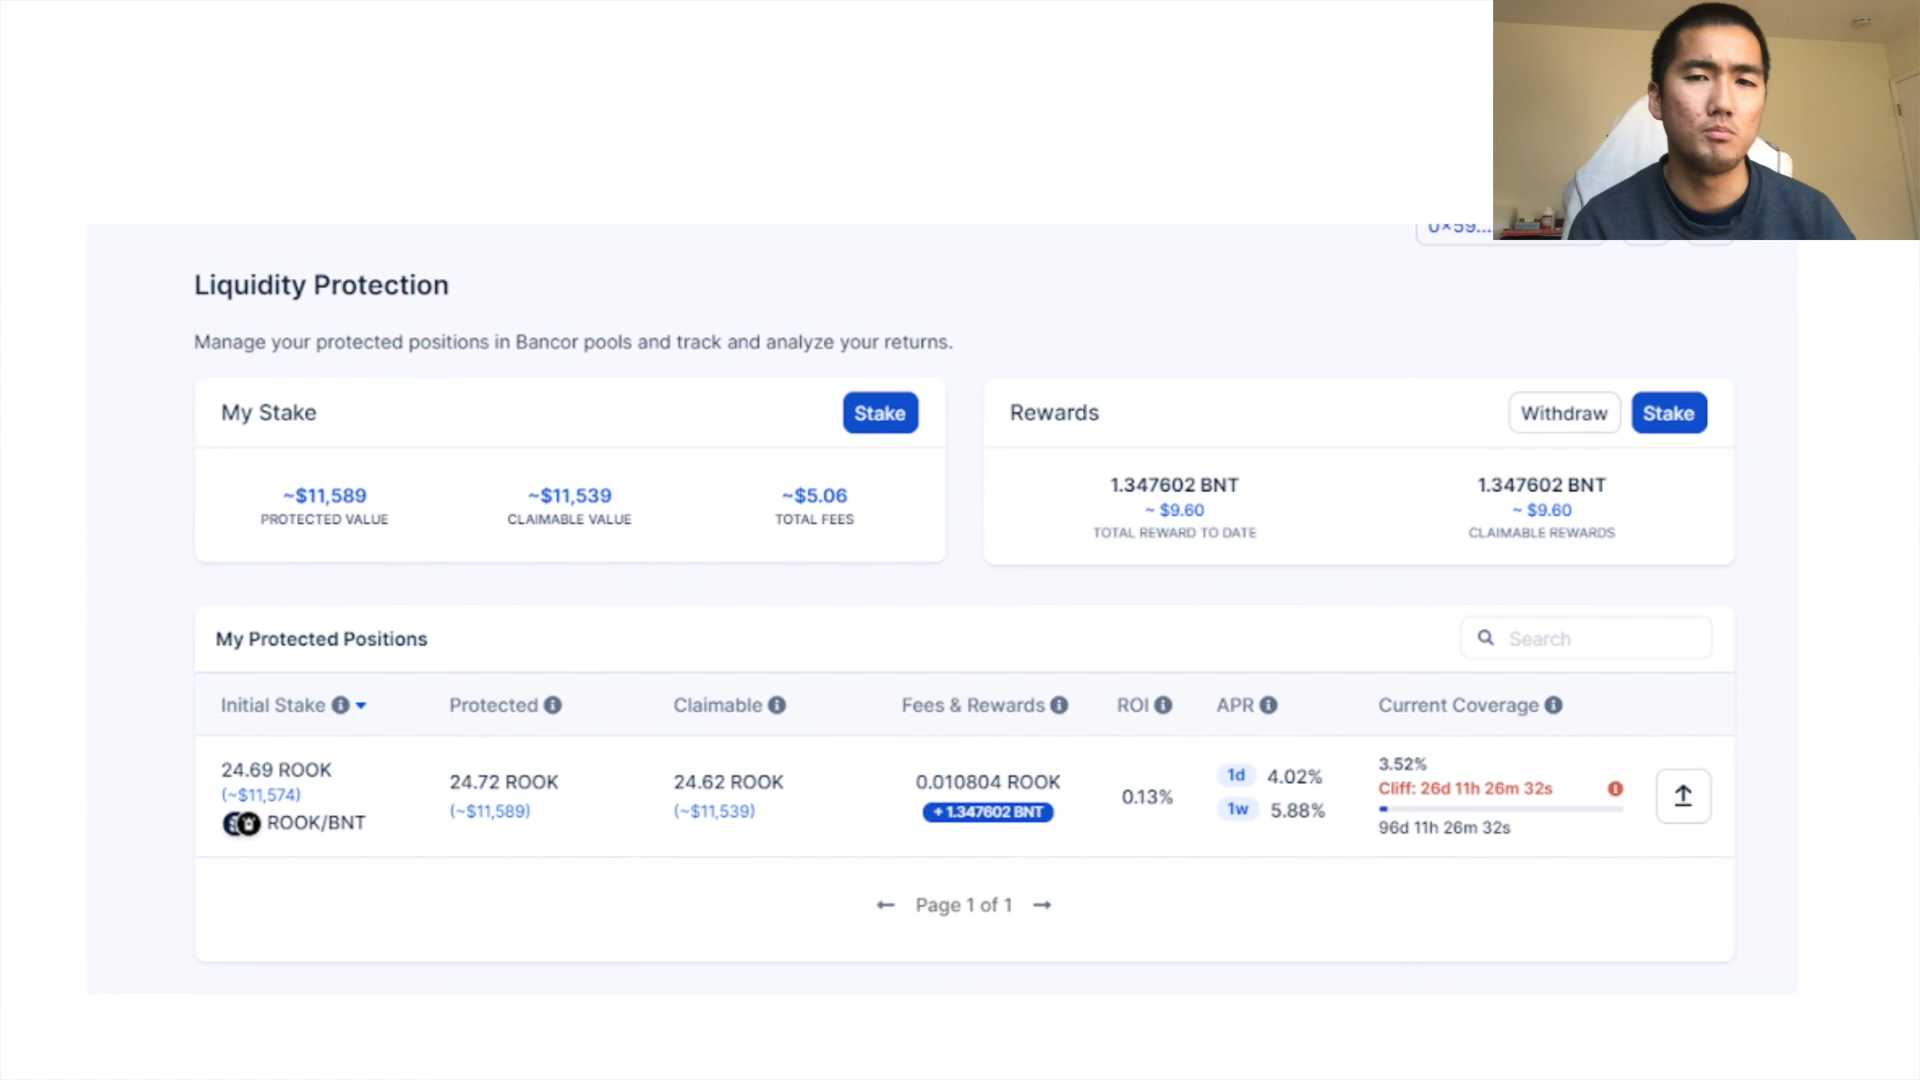 0x59...
Liquidity Protection
Manage your protected positions in Bancor pools and track and analyze your returns.
My Stake
Stake
~$11,589
~$11,539
~$5.06
PROTECTED VALUE
CLAIMABLE VALUE
TOTAL FEES
Rewards
Withdraw
Stake
1.347602 BNT
1.347602 BNT
~ $9.60
~ $9.60
TOTAL REWARD TO DATE
CLAIMABLE REWARDS
My Protected Positions
Search
Initial Stake
Protected
Claimable
Fees & Rewards
ROI
APR
Current Coverage
24.69 ROOK
(~$11,574)
ROOK/BNT
24.72 ROOK
(~$11,589)
24.62 ROOK
(~$11,539)
0.010804 ROOK
+ 1.347602 BNT
0.13%
1d 4.02%
1w 5.88%
3.52%
Cliff: 26d 11h 26m 32s
96d 11h 26m 32s
← Page 1 of 1 →